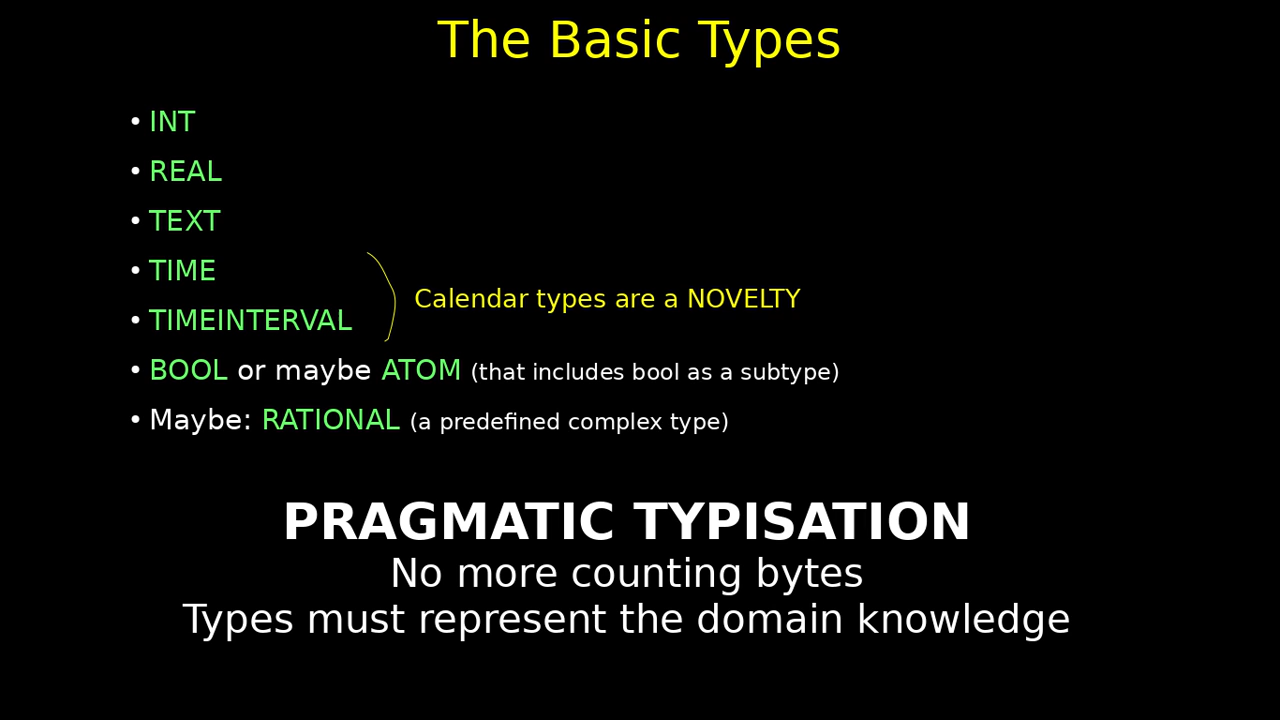 The Basic Types
• INT
• REAL
• TEXT
• TIME
Calendar types are a NOVELTY
• TIMEINTERVAL
• BOOL or maybe ATOM (that includes bool as a subtype)
• Maybe: RATIONAL (a predefined complex type)
PRAGMATIC TYPISATION
No more counting bytes
Types must represent the domain knowledge